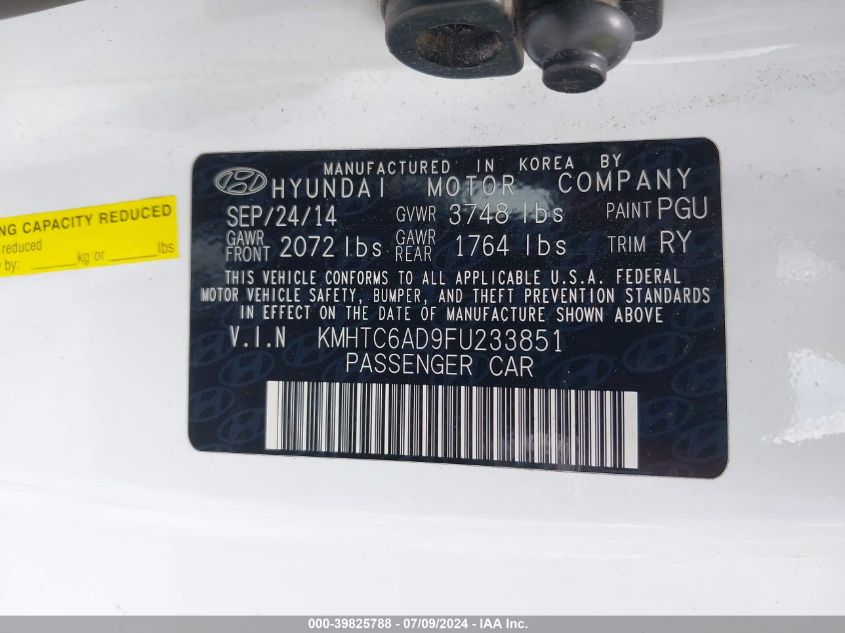 MANUFACTURED IN KOREA BY
HYUNDAI MOTOR COMPANY
SEP/24/14 GVWR 3748 lbs PAINT PGU
GAWR FRONT 2072 lbs GAWR REAR 1764 lbs TRIM RY
THIS VEHICLE CONFORMS TO ALL APPLICABLE U.S.A. FEDERAL
MOTOR VEHICLE SAFETY, BUMPER, AND THEFT PREVENTION STANDARDS
IN EFFECT ON THE DATE OF MANUFACTURE SHOWN ABOVE
V.I.N KMHTC6AD9FU233851
PASSENGER CAR
NG CAPACITY REDUCED
reduced
by: ______kg or ______lbs
000-39825788 - 07/09/2024 - IAA Inc.